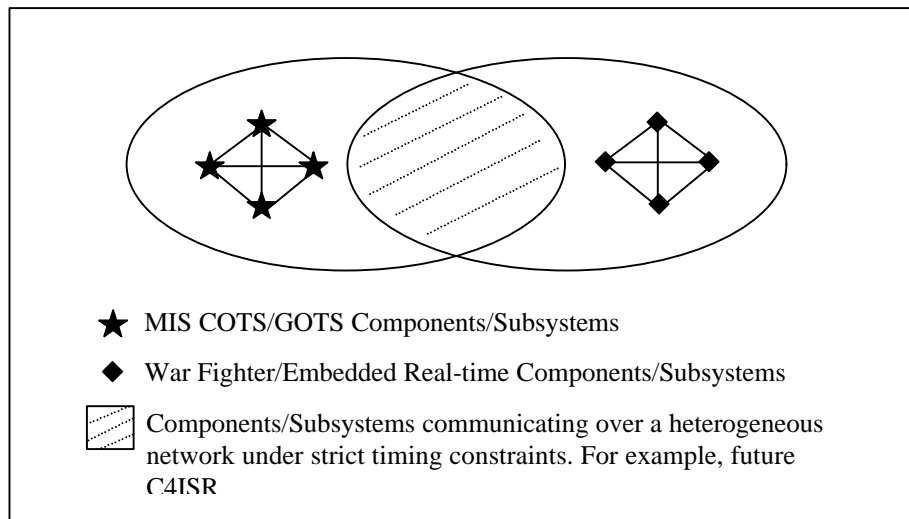 MIS COTS/GOTS Components/Subsystems
War Fighter/Embedded Real-time Components/Subsystems
Components/Subsystems communicating over a heterogeneous
network under strict timing constraints. For example, future
C4ISR